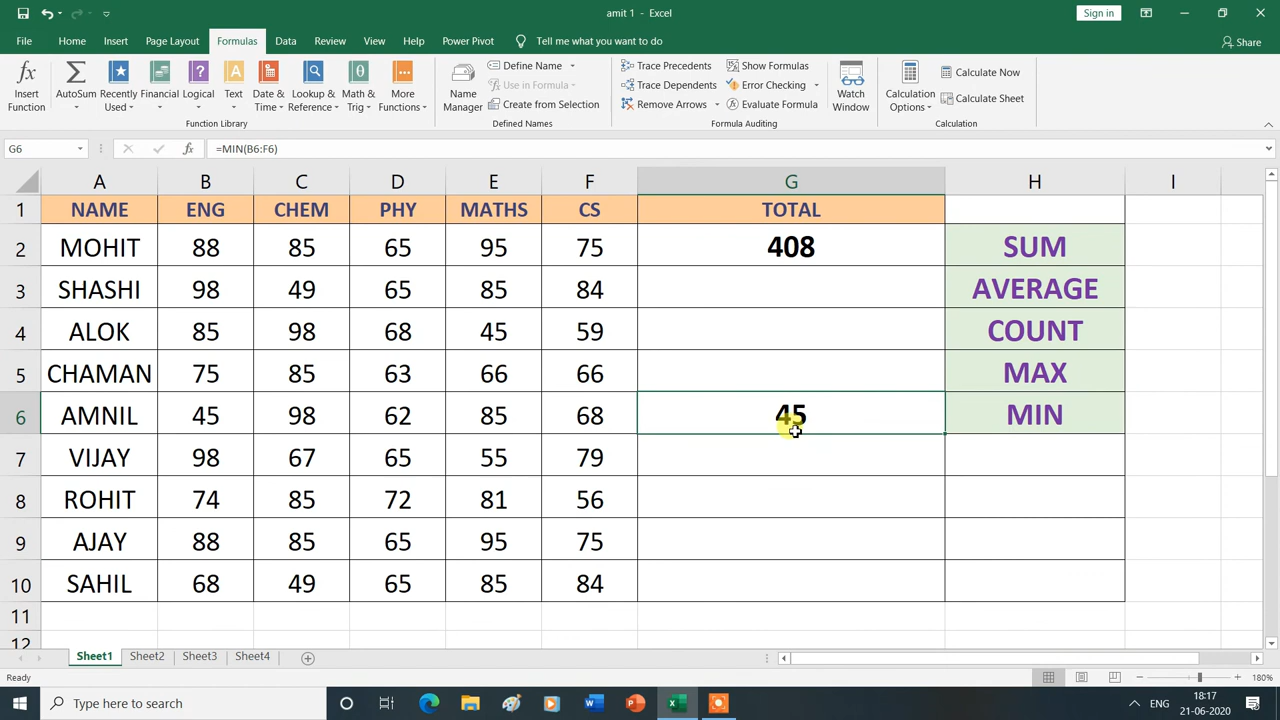 amit 1 - Excel
Sign in
File Home Insert Page Layout Formulas Data Review View Help Power Pivot Tell me what you want to do Share
Insert Function
AutoSum
Recently Used
Financial
Logical
Text
Date & Time
Lookup & Reference
Math & Trig
More Functions
Function Library
Name Manager
Define Name
Use in Formula
Create from Selection
Defined Names
Trace Precedents
Trace Dependents
Remove Arrows
Show Formulas
Error Checking
Evaluate Formula
Formula Auditing
Watch Window
Calculation Options
Calculate Now
Calculate Sheet
Calculation
G6 fx =MIN(B6:F6)
A B C D E F G H I
1 NAME ENG CHEM PHY MATHS CS TOTAL
2 MOHIT 88 85 65 95 75 408 SUM
3 SHASHI 98 49 65 85 84 AVERAGE
4 ALOK 85 98 68 45 59 COUNT
5 CHAMAN 75 85 63 66 66 MAX
6 AMNIL 45 98 62 85 68 45 MIN
7 VIJAY 98 67 65 55 79
8 ROHIT 74 85 72 81 56
9 AJAY 88 85 65 95 75
10 SAHIL 68 49 65 85 84
11
12
Sheet1 Sheet2 Sheet3 Sheet4
Ready 180%
Type here to search
ENG
18:17
21-06-2020